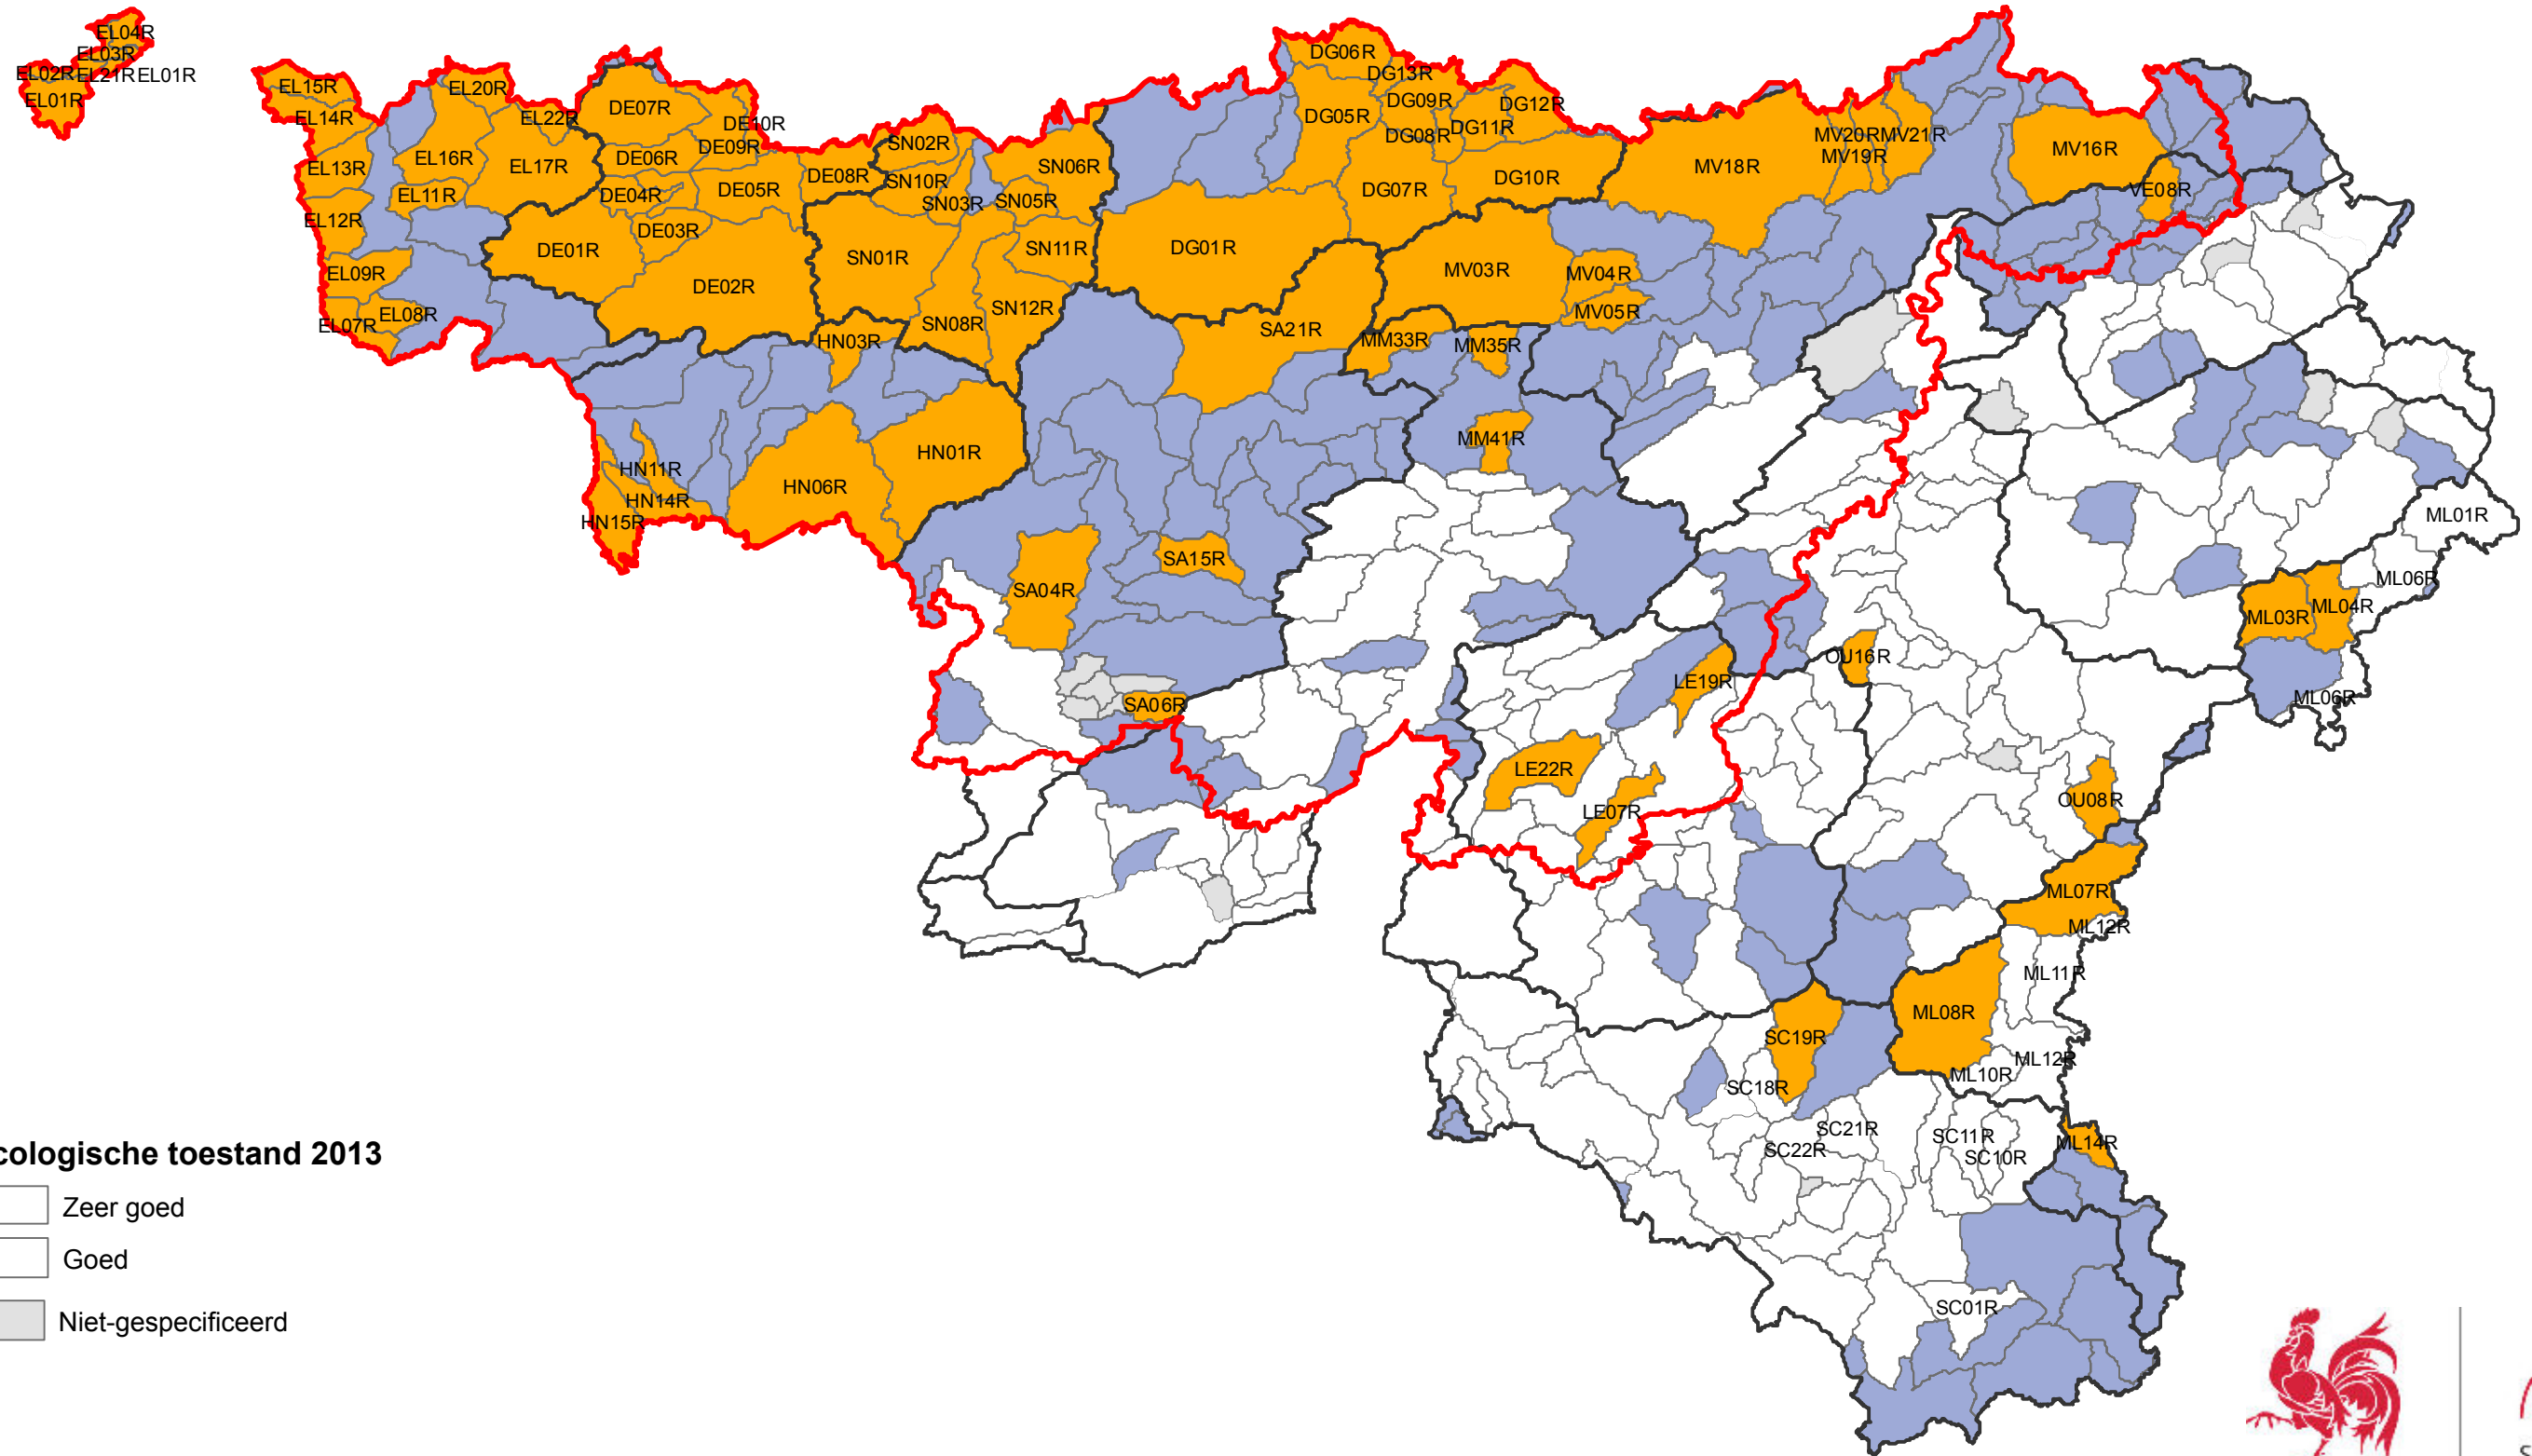 EL04R
EL03R
EL02R EL21R EL01R
EL01R
EL15R
EL14R
EL13R
EL12R
EL09R
EL07R
EL08R
EL20R
EL22R
EL16R
EL17R
EL11R
DE07R
DE10R
DE09R
DE06R
DE04R
DE05R
DE08R
DE03R
DE01R
DE02R
SN02R
SN10R
SN03R
SN06R
SN05R
SN01R
SN11R
SN12R
SN08R
HN03R
HN01R
HN06R
HN11R
HN14R
HN15R
DG06R
DG13R
DG09R
DG12R
DG05R
DG08R
DG11R
DG07R
DG10R
DG01R
SA21R
MV03R
MV04R
MV05R
MM33R
MM35R
MM41R
MV18R
MV20R MV21R
MV19R
MV16R
VE08R
SA15R
SA04R
SA06R
LE19R
LE22R
LE07R
OU16R
OU08R
ML01R
ML06R
ML04R
ML03R
ML06R
ML07R
ML12R
ML11R
ML08R
ML12R
ML10R
SC19R
SC18R
SC21R
SC22R
SC11R
SC10R
ML14R
SC01R
cologische toestand 2013
Zeer goed
Goed
Niet-gespecificeerd